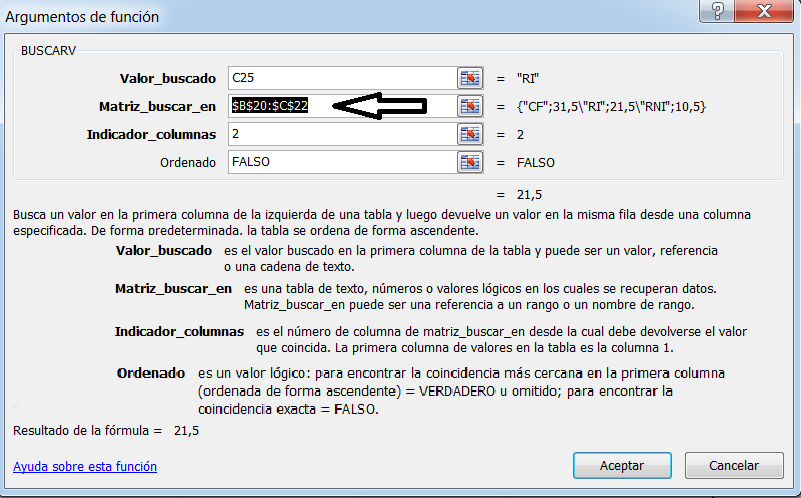 Argumentos de función
BUSCARV
Valor_buscado C25 = "RI"
Matriz_buscar_en $B$20:$C$22 = {"CF";31,5\"RI";21,5\"RNI";10,5}
Indicador_columnas 2 = 2
Ordenado FALSO = FALSO
= 21,5
Busca un valor en la primera columna de la izquierda de una tabla y luego devuelve un valor en la misma fila desde una columna
especificada. De forma predeterminada, la tabla se ordena de forma ascendente.
Valor_buscado es el valor buscado en la primera columna de la tabla y puede ser un valor, referencia
o una cadena de texto.
Matriz_buscar_en es una tabla de texto, números o valores lógicos en los cuales se recuperan datos.
Matriz_buscar_en puede ser una referencia a un rango o un nombre de rango.
Indicador_columnas es el número de columna de matriz_buscar_en desde la cual debe devolverse el valor
que coincida. La primera columna de valores en la tabla es la columna 1.
Ordenado es un valor lógico: para encontrar la coincidencia más cercana en la primera columna
(ordenada de forma ascendente) = VERDADERO u omitido; para encontrar la
coincidencia exacta = FALSO.
Resultado de la fórmula = 21,5
Ayuda sobre esta función
Aceptar Cancelar